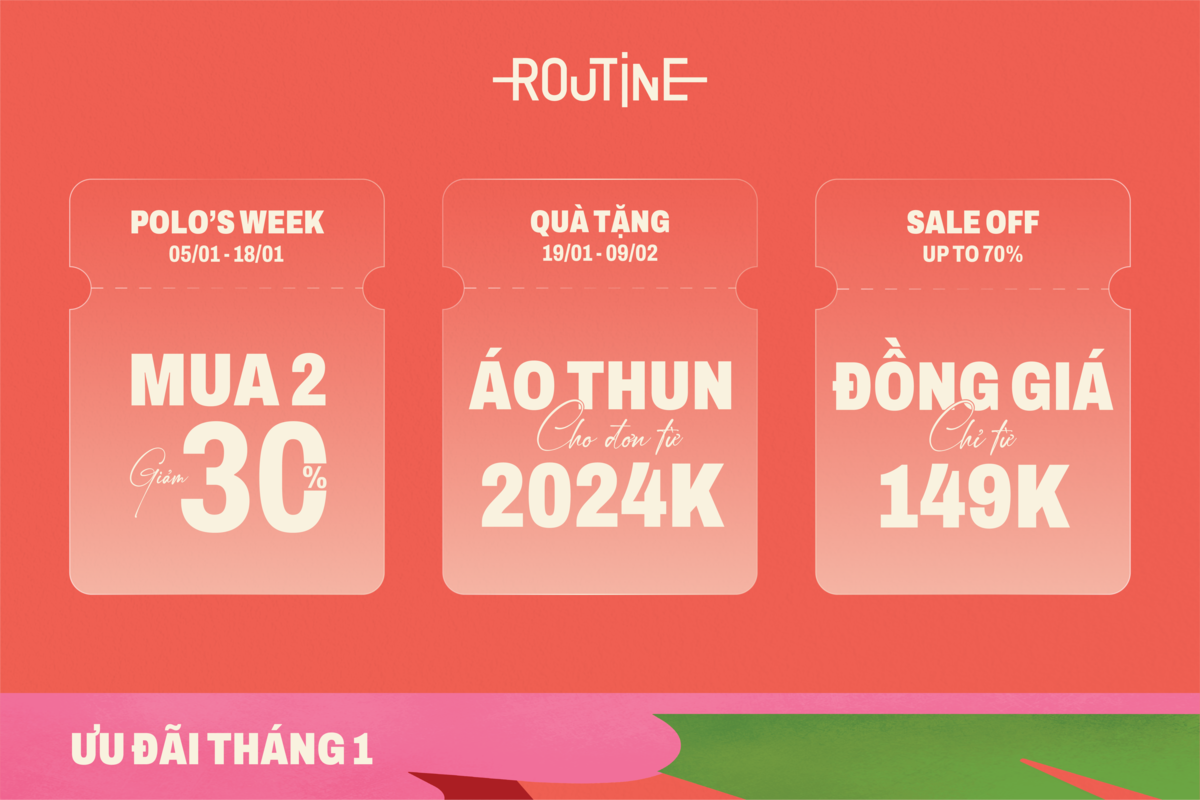 ROUTINE
POLO'S WEEK
05/01 - 18/01
MUA 2
Giảm 30%
QUÀ TẶNG
19/01 - 09/02
ÁO THUN
Cho đơn từ
2024K
SALE OFF
UP TO 70%
ĐỒNG GIÁ
Chỉ từ
149K
ƯU ĐÃI THÁNG 1